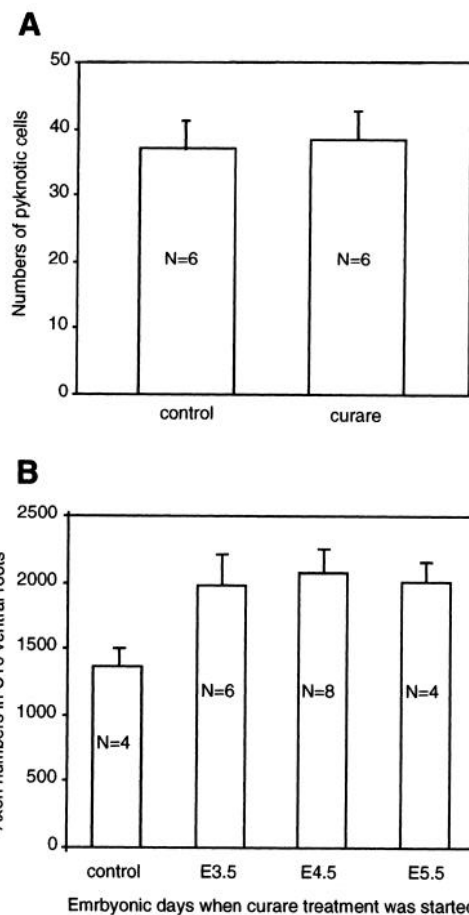 A
Numbers of pyknotic cells
50
40
30
20
10
0
N=6
N=6
control
curare
B
2500
2000
1500
1000
500
0
N=4
N=6
N=8
N=4
control
E3.5
E4.5
E5.5
Emrbyonic days when curare treatment was started